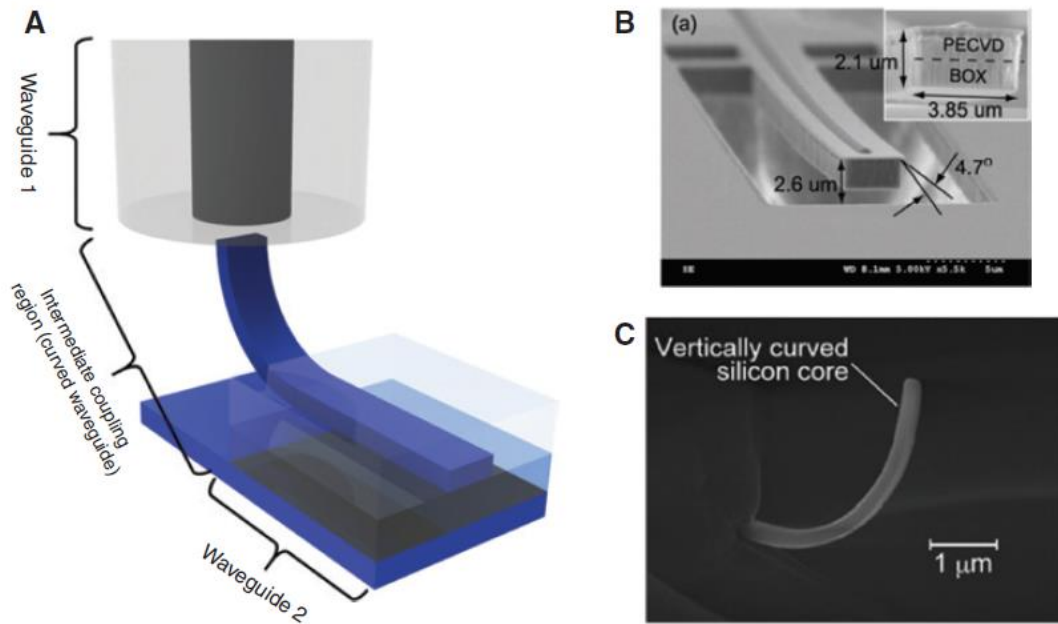 A
Waveguide 1
Intermediate coupling
region (curved waveguide)
Waveguide 2
B
(a)
PECVD
BOX
2.1 um
3.85 um
2.6 um
4.7°
SE
WD 8.1mm 5.00kV x5.5k 5um
C
Vertically curved
silicon core
1 μm